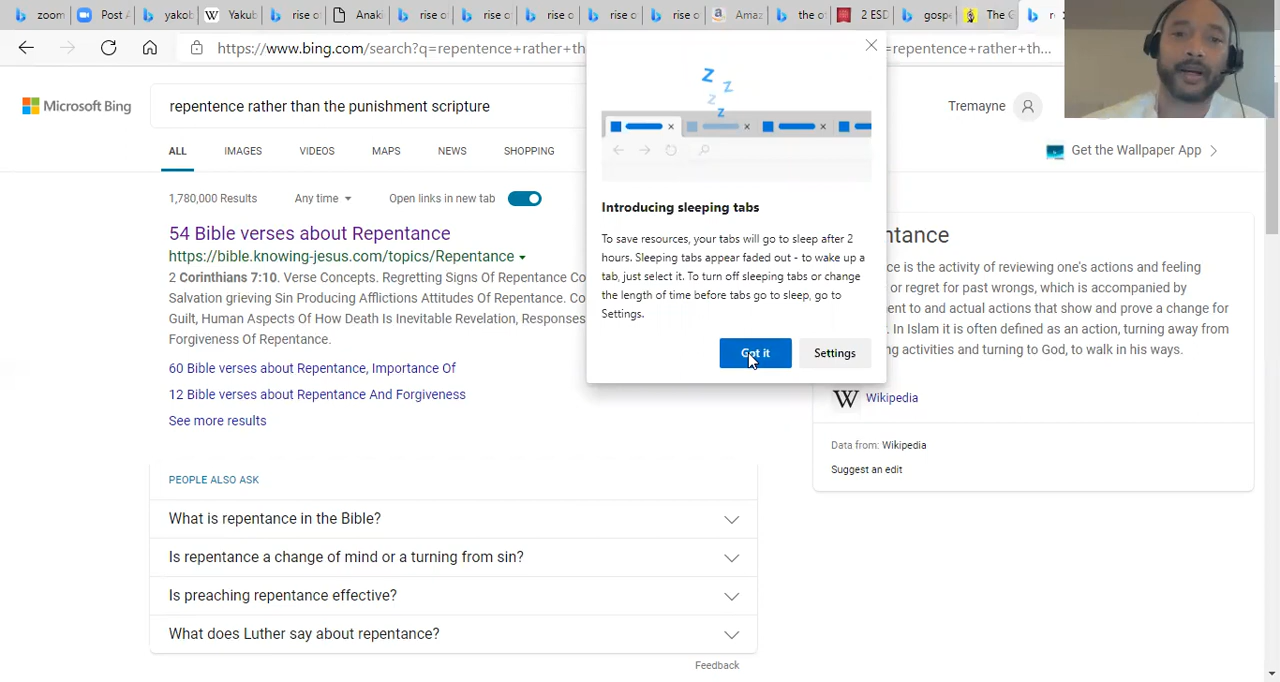 zoom
Post A
yakob
Yakub
rise o
Anaki
rise o
rise o
rise o
rise o
rise o
Amaz
the o
2 ESD
gospe
The G
https://www.bing.com/search?q=repentence+rather+th
=repentence+rather+th...
Microsoft Bing
repentence rather than the punishment scripture
Tremayne
ALL IMAGES VIDEOS MAPS NEWS SHOPPING
Get the Wallpaper App
1,780,000 Results Any time Open links in new tab
54 Bible verses about Repentance
https://bible.knowing-jesus.com/topics/Repentance
2 Corinthians 7:10. Verse Concepts. Regretting Signs Of Repentance Co
Salvation grieving Sin Producing Afflictions Attitudes Of Repentance. Co
Guilt, Human Aspects Of How Death Is Inevitable Revelation, Responses
Forgiveness Of Repentance.
60 Bible verses about Repentance, Importance Of
12 Bible verses about Repentance And Forgiveness
See more results
PEOPLE ALSO ASK
What is repentance in the Bible?
Is repentance a change of mind or a turning from sin?
Is preaching repentance effective?
What does Luther say about repentance?
Feedback
z
z
z
z
Introducing sleeping tabs
To save resources, your tabs will go to sleep after 2
hours. Sleeping tabs appear faded out - to wake up a
tab, just select it. To turn off sleeping tabs or change
the length of time before tabs go to sleep, go to
Settings.
Got it Settings
ntance
ce is the activity of reviewing one's actions and feeling
or regret for past wrongs, which is accompanied by
ment to and actual actions that show and prove a change for
. In Islam it is often defined as an action, turning away from
ng activities and turning to God, to walk in his ways.
W Wikipedia
Data from: Wikipedia
Suggest an edit